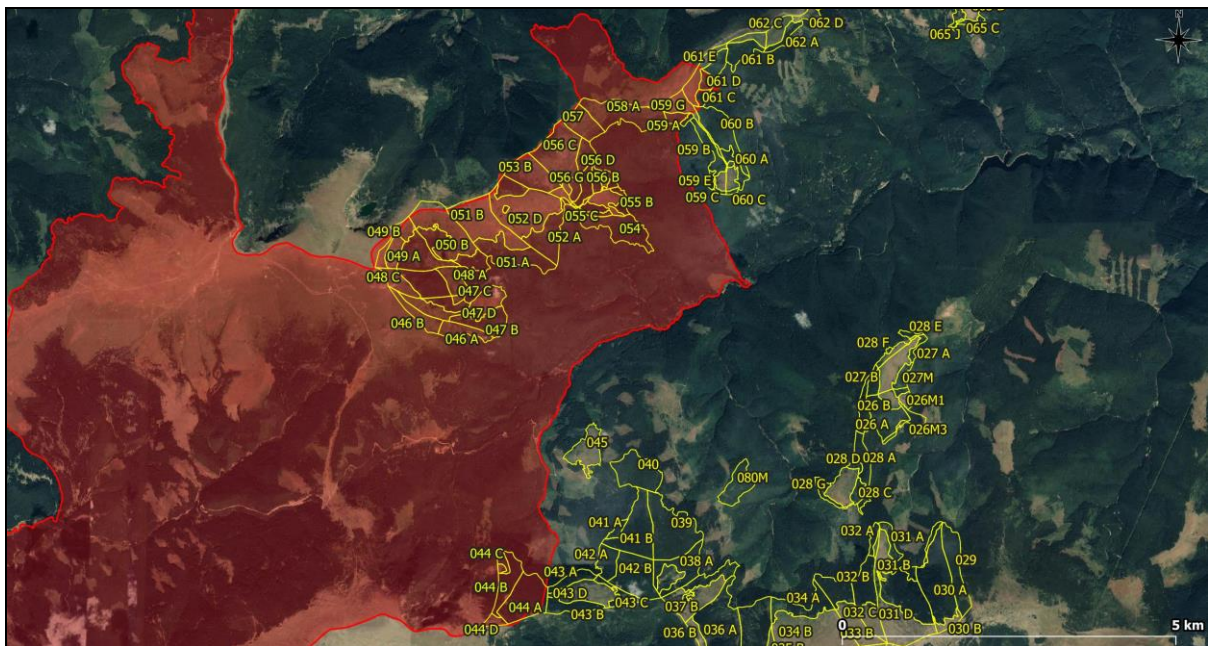 N
062 C
062 D
065 J
065 C
062 A
061 E
061 B
061 D
061 C
058 A
059 G
057
059 A
060 B
056 C
059 B
056 D
053 B
060 A
056 G
056 B
059 E
059 C
060 C
055 B
051 B
052 D
055 C
054
049 B
050 B
052 A
049 A
051 A
048 C
048 A
047 C
047 D
046 B
047 B
046 A
028 E
028 F
027 A
027 B
027M
026 B
026M1
026 A
026M3
045
040
028 D
028 A
080M
028 G
028 C
041 A
039
032 A
031 A
041 B
044 C
042 A
038 A
042 B
031 B
029
043 A
032 B
044 B
043 D
030 A
034 A
043 C
037 B
044 A
043 B
032 C
031 D
0
5 km
044 D
036 B
036 A
034 B
033 B
030 B